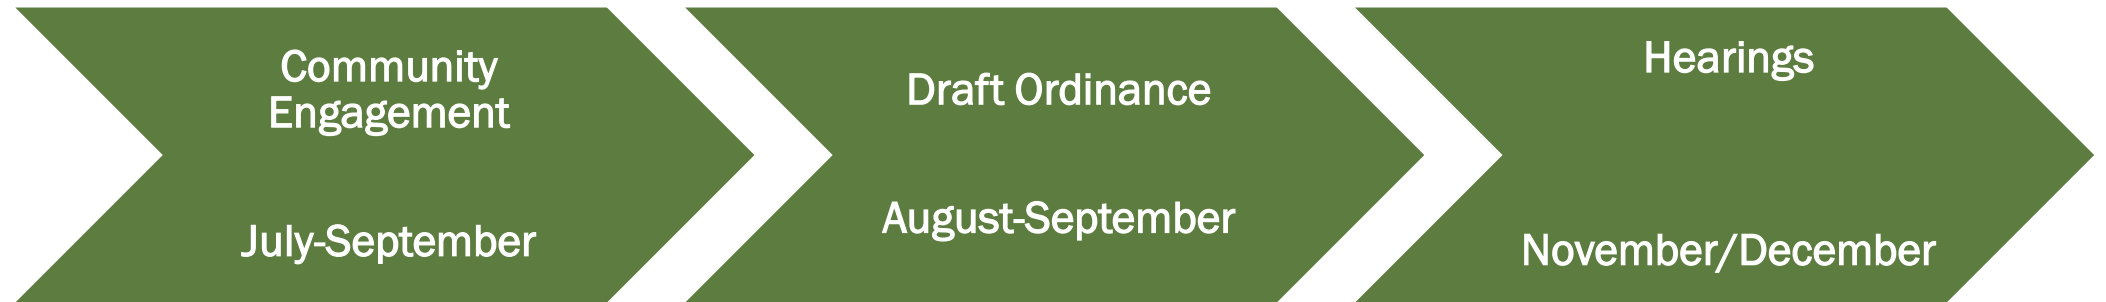 Community
Engagement
July-September
Draft Ordinance
August-September
Hearings
November/December